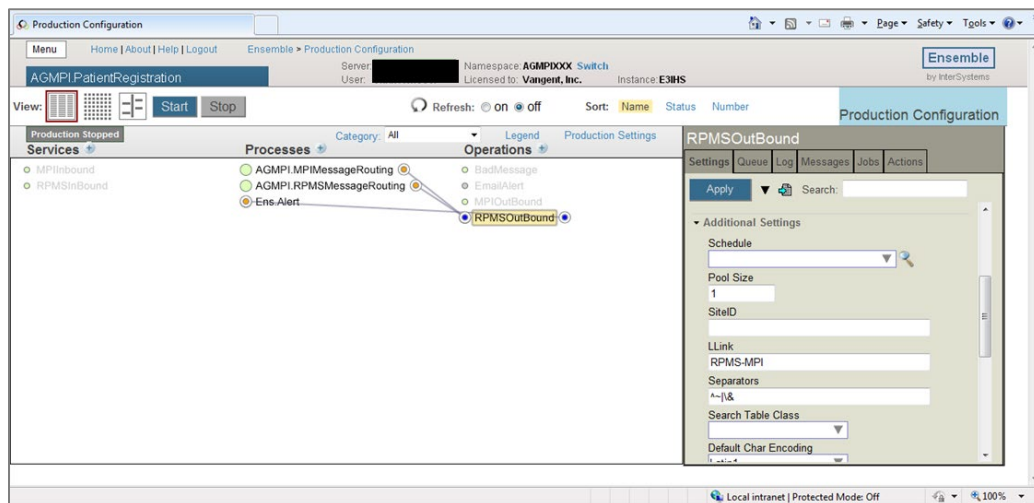 Production Configuration
Page Safety Tools
Menu Home | About | Help | Logout Ensemble > Production Configuration
Server: Namespace: AGMPIXXX Switch
User: Licensed to: Vangent, Inc. Instance: E3IHS
AGMPI.PatientRegistration
Ensemble
by InterSystems
View: Start Stop Refresh: on off Sort: Name Status Number
Production Configuration
Production Stopped
Category: All Legend Production Settings
Services Processes Operations
MPIInbound AGMPI.MPIMessageRouting BadMessage
RPMSInBound AGMPI.RPMSMessageRouting EmailAlert
Ens.Alert MPIOutBound
RPMSOutBound
RPMSOutBound
Settings Queue Log Messages Jobs Actions
Apply Search:
Additional Settings
Schedule
Pool Size
1
SiteID
LLink
RPMS-MPI
Separators
^~|\&
Search Table Class
Default Char Encoding
Latin1
Local intranet | Protected Mode: Off 100%